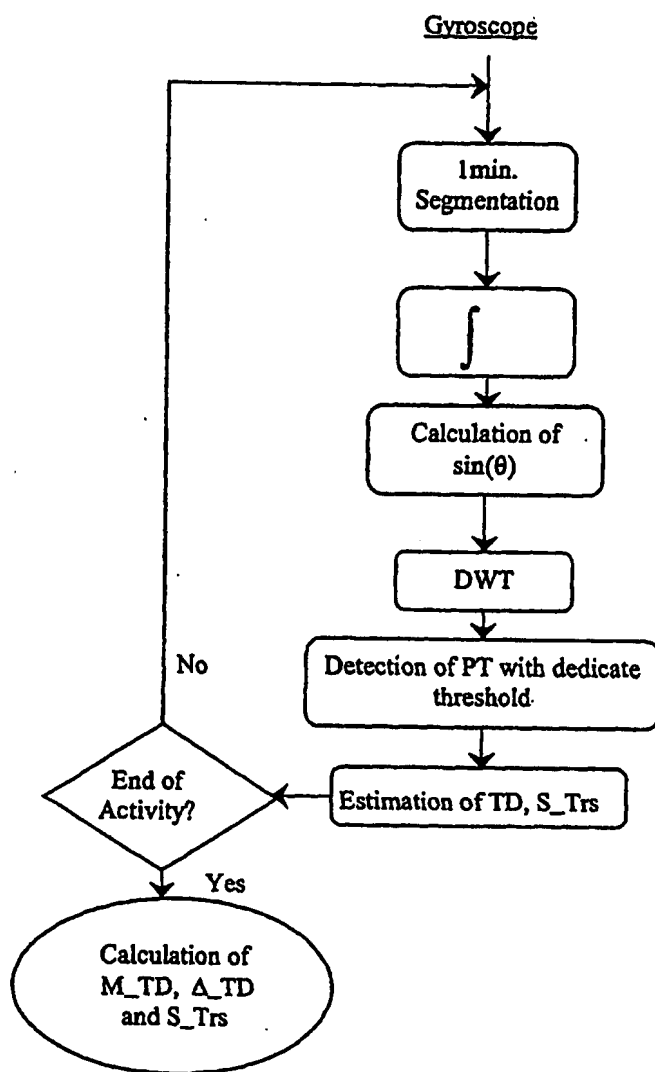 Gyroscope
1min.
Segmentation
∫
Calculation of
sin(θ)
DWT
Detection of PT with dedicate
threshold
Estimation of TD, S_Trs
End of
Activity?
No
Yes
Calculation of
M_TD, Δ_TD
and S_Trs